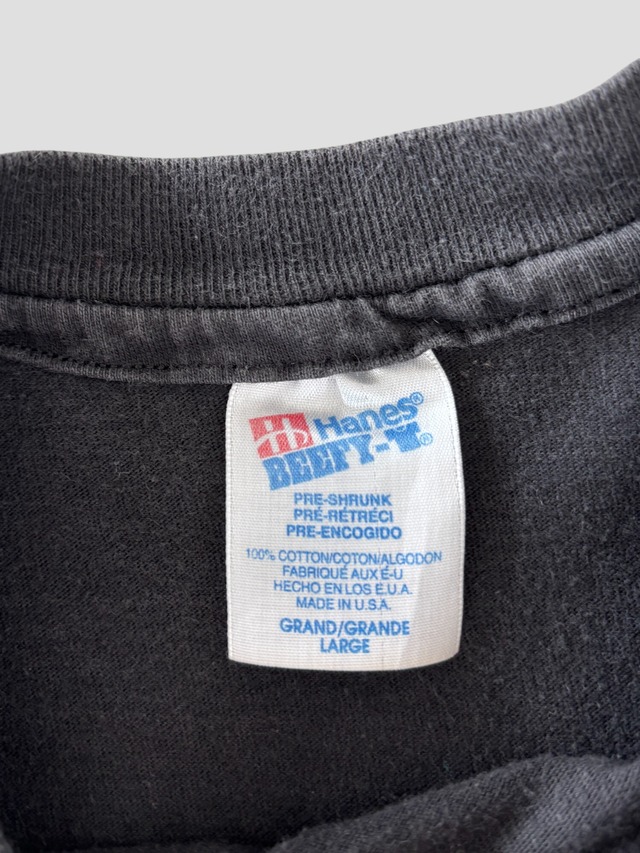 Hanes®
BEEFY-T®
PRE-SHRUNK
PRÉ-RÉTRÉCI
PRE-ENCOGIDO
100% COTTON/COTON/ALGODON
FABRIQUÉ AUX É-U
HECHO EN LOS E.U.A.
MADE IN U.S.A.
GRAND/GRANDE
LARGE